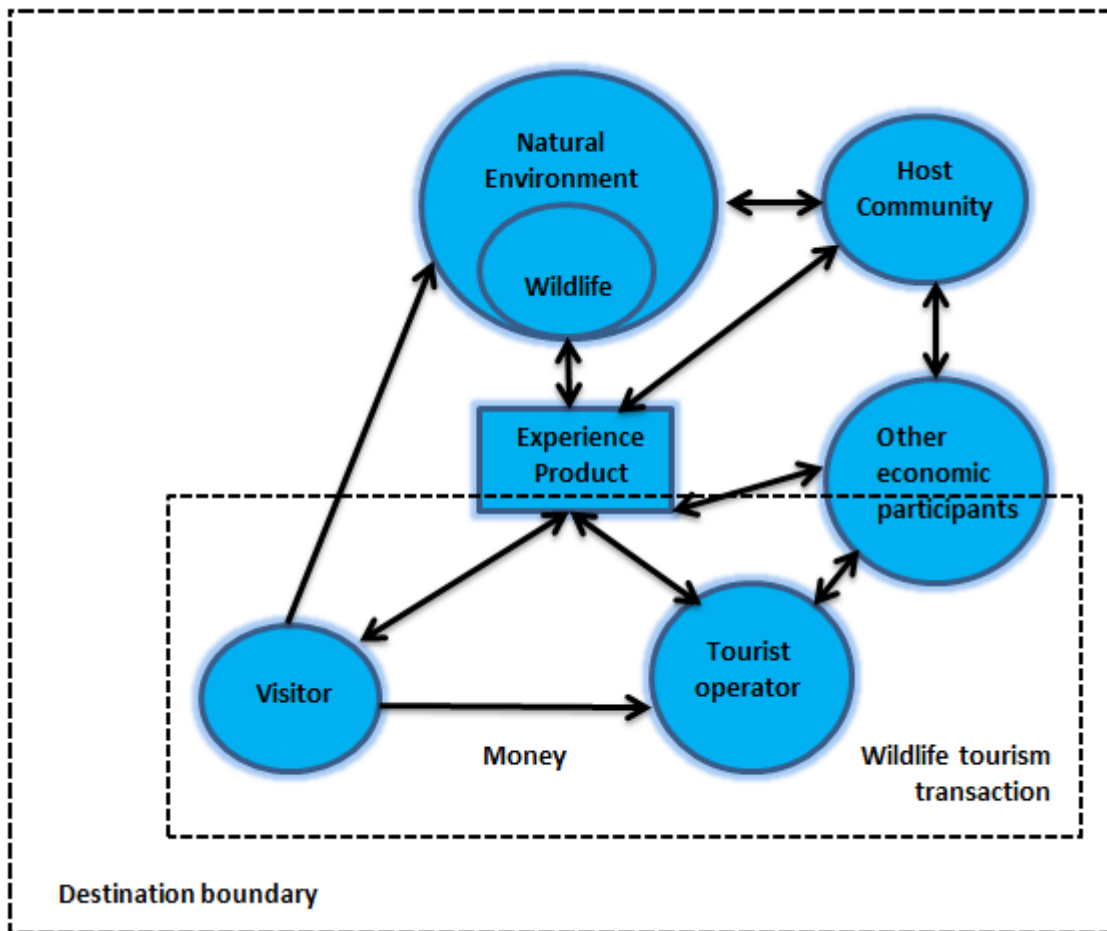 Natural
Environment
Wildlife
Host
Community
Experience
Product
Other
economic
participants
Visitor
Tourist
operator
Money
Wildlife tourism
transaction
Destination boundary